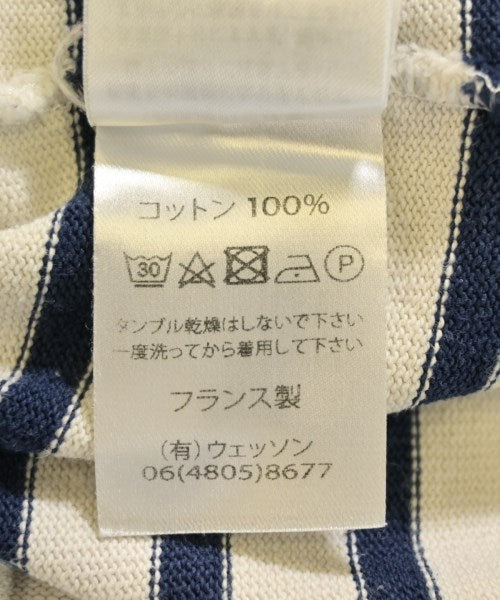 コットン 100%
30 P
タンブル乾燥はしないで下さい
一度洗ってから着用して下さい
フランス製
(有)ウェッソン
06(4805)8677